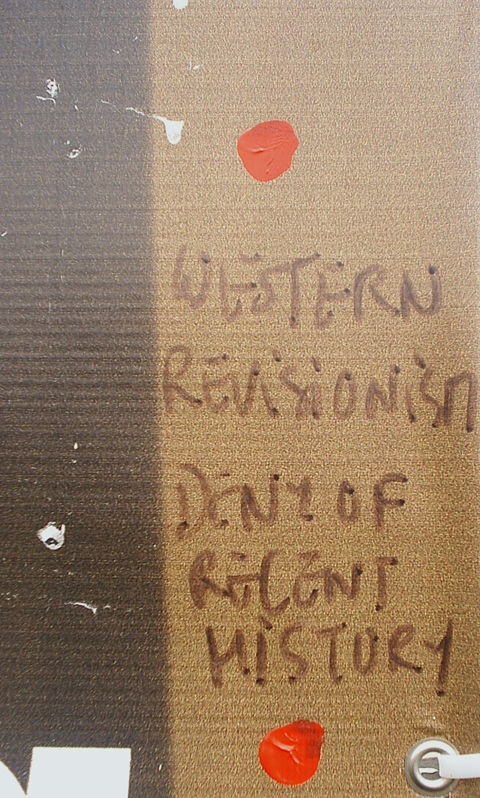 WESTERN
REVISIONISM
DENY OF
RECENT
HISTORY